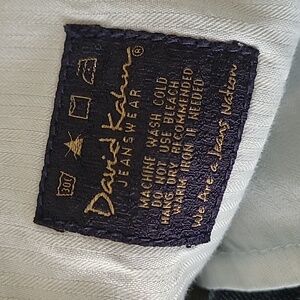 David Kahn®
JEANSWEAR
MACHINE WASH COLD
DO NOT USE BLEACH
HANG DRY RECOMMENDED
WARM IRON IF NEEDED
We Are a Jeans Nation